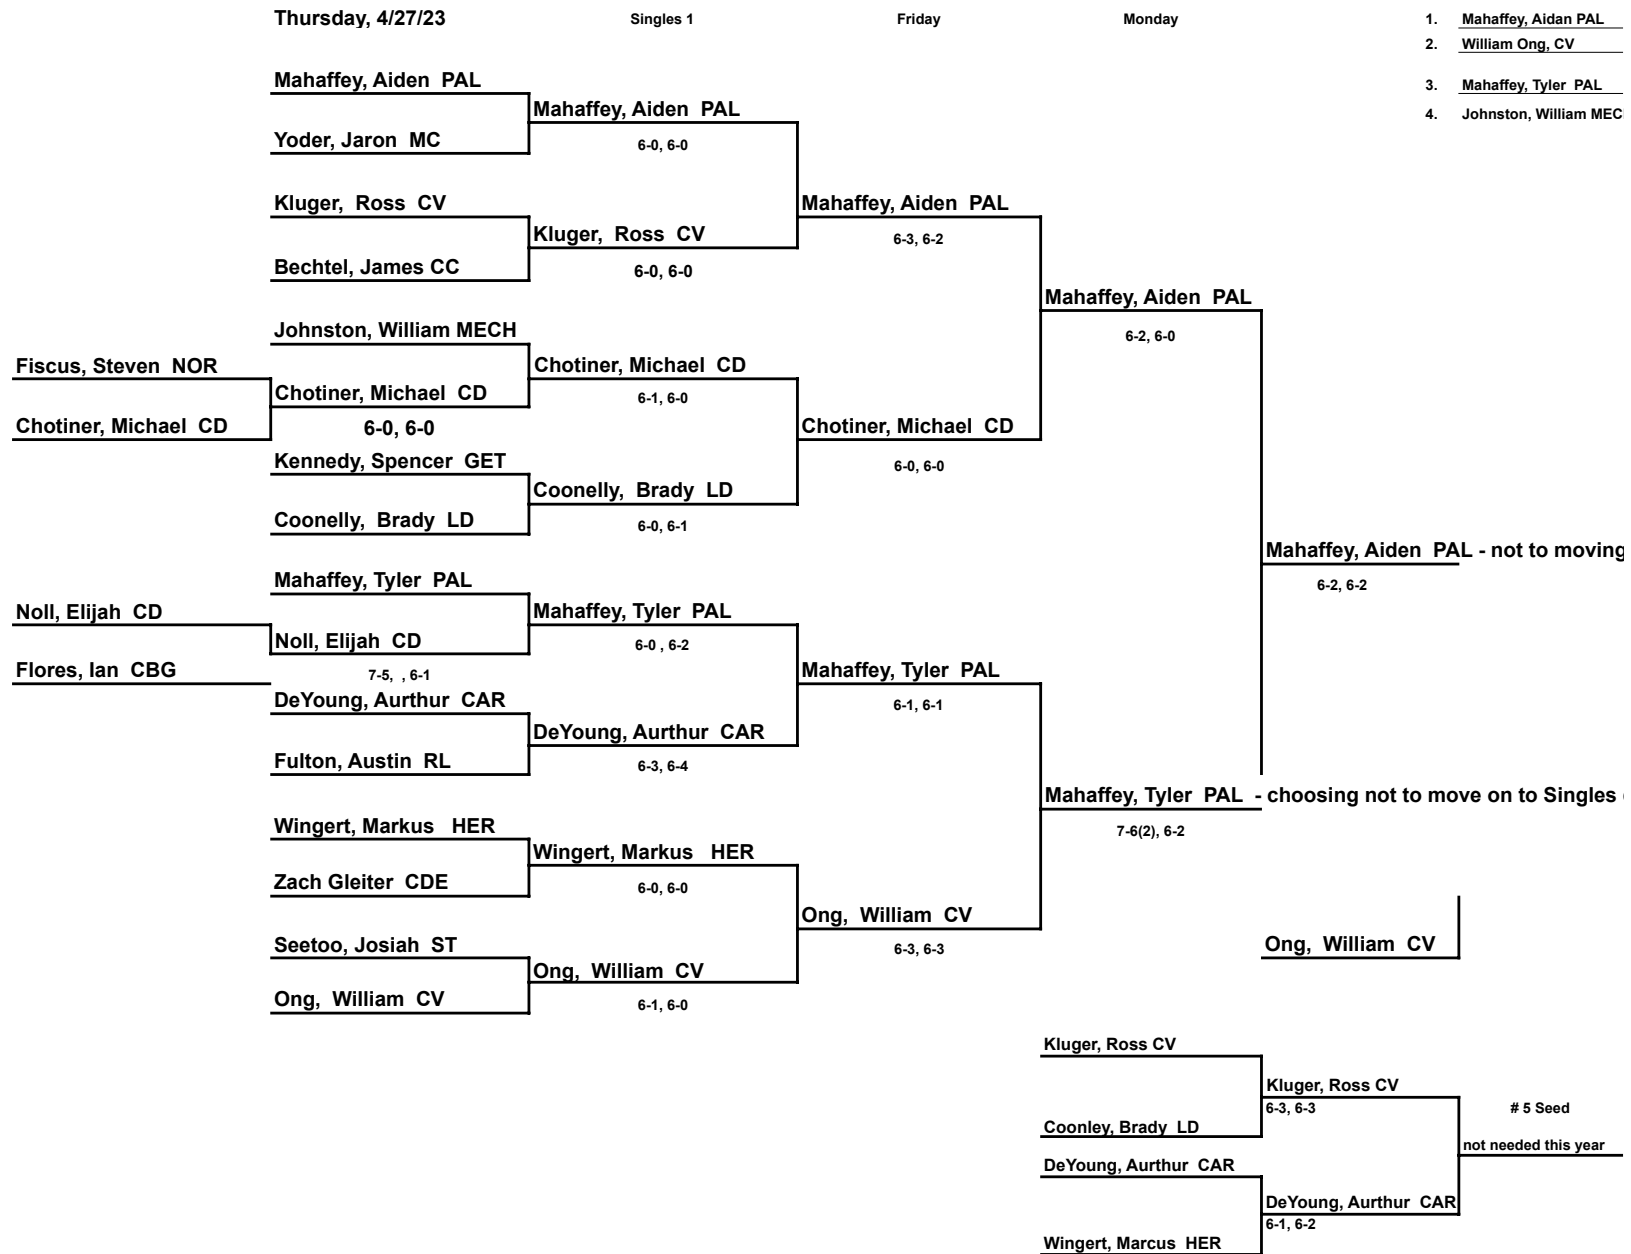 Thursday, 4/27/23 Singles 1 Friday Monday
1. Mahaffey, Aidan PAL
2. William Ong, CV
3. Mahaffey, Tyler PAL
4. Johnston, William MEC
Mahaffey, Aiden PAL
Mahaffey, Aiden PAL
Yoder, Jaron MC
6-0, 6-0
Kluger, Ross CV
Mahaffey, Aiden PAL
Kluger, Ross CV
6-3, 6-2
Bechtel, James CC
6-0, 6-0
Mahaffey, Aiden PAL
Johnston, William MECH
6-2, 6-0
Fiscus, Steven NOR
Chotiner, Michael CD
Chotiner, Michael CD
6-1, 6-0
Chotiner, Michael CD
6-0, 6-0
Chotiner, Michael CD
Kennedy, Spencer GET
6-0, 6-0
Coonelly, Brady LD
Coonelly, Brady LD
6-0, 6-1
Mahaffey, Aiden PAL - not to moving
Mahaffey, Tyler PAL
6-2, 6-2
Noll, Elijah CD
Mahaffey, Tyler PAL
Noll, Elijah CD
6-0 , 6-2
Flores, Ian CBG
7-5, , 6-1
Mahaffey, Tyler PAL
DeYoung, Aurthur CAR
6-1, 6-1
DeYoung, Aurthur CAR
Fulton, Austin RL
6-3, 6-4
Mahaffey, Tyler PAL - choosing not to move on to Singles
Wingert, Markus HER
7-6(2), 6-2
Wingert, Markus HER
Zach Gleiter CDE
6-0, 6-0
Ong, William CV
Seetoo, Josiah ST
6-3, 6-3
Ong, William CV
Ong, William CV
Ong, William CV
6-1, 6-0
Kluger, Ross CV
Kluger, Ross CV
6-3, 6-3
# 5 Seed
Coonley, Brady LD
not needed this year
DeYoung, Aurthur CAR
DeYoung, Aurthur CAR
6-1, 6-2
Wingert, Marcus HER